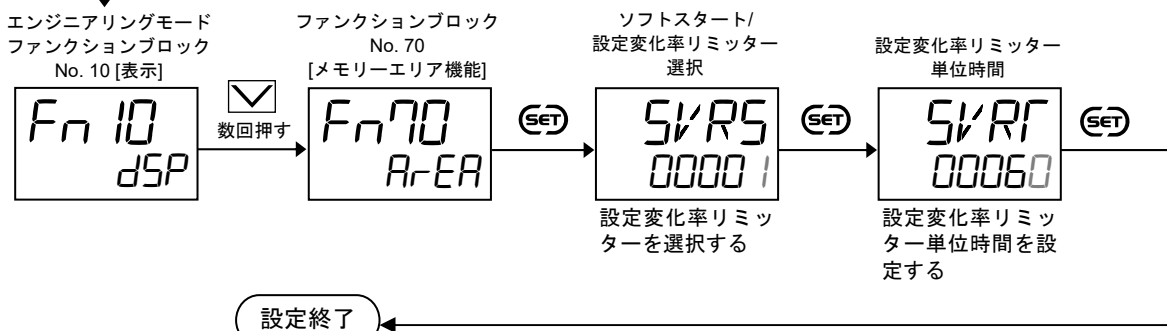 エンジニアリングモード
ファンクションブロック
No. 10 [表示]
Fn 10
dSP
数回押す
ファンクションブロック
No. 70
[メモリーエリア機能]
Fn70
ArEA
SET
ソフトスタート/
設定変化率リミッター
選択
SVRS
00001
設定変化率リミッ
ターを選択する
SET
設定変化率リミッター
単位時間
SVRT
00060
設定変化率リミッ
ター単位時間を設
定する
SET
設定終了